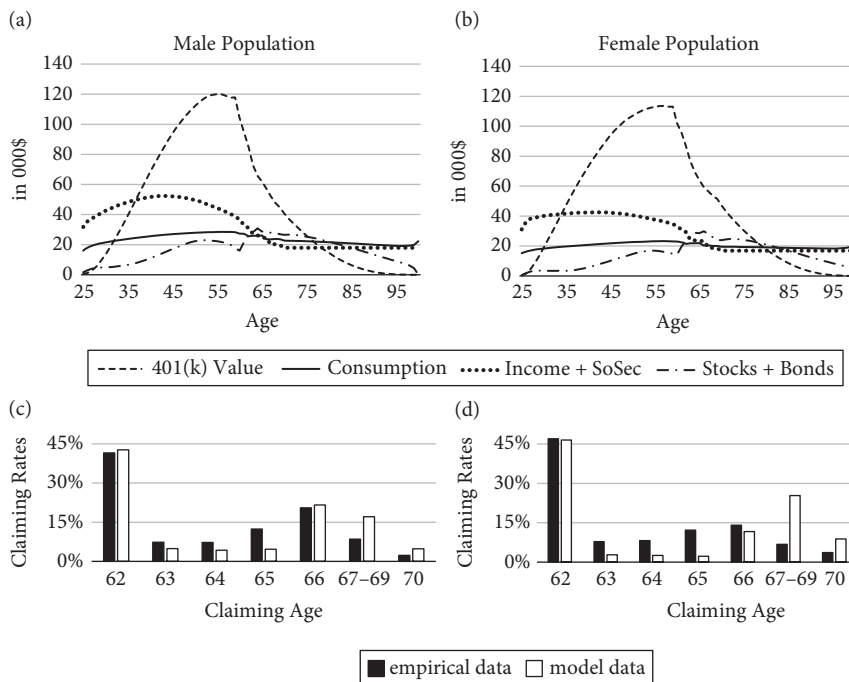 (a)
Male Population
in 000$
140
120
100
80
60
40
20
0
25 35 45 55 65 75 85 95
Age
(b)
Female Population
in 000$
140
120
100
80
60
40
20
0
25 35 45 55 65 75 85 95
Age
401(k) Value Consumption Income + SoSec Stocks + Bonds
(c)
Claiming Rates
45%
30%
15%
0%
62 63 64 65 66 67–69 70
Claiming Age
(d)
Claiming Rates
45%
30%
15%
0%
62 63 64 65 66 67–69 70
Claiming Age
empirical data model data